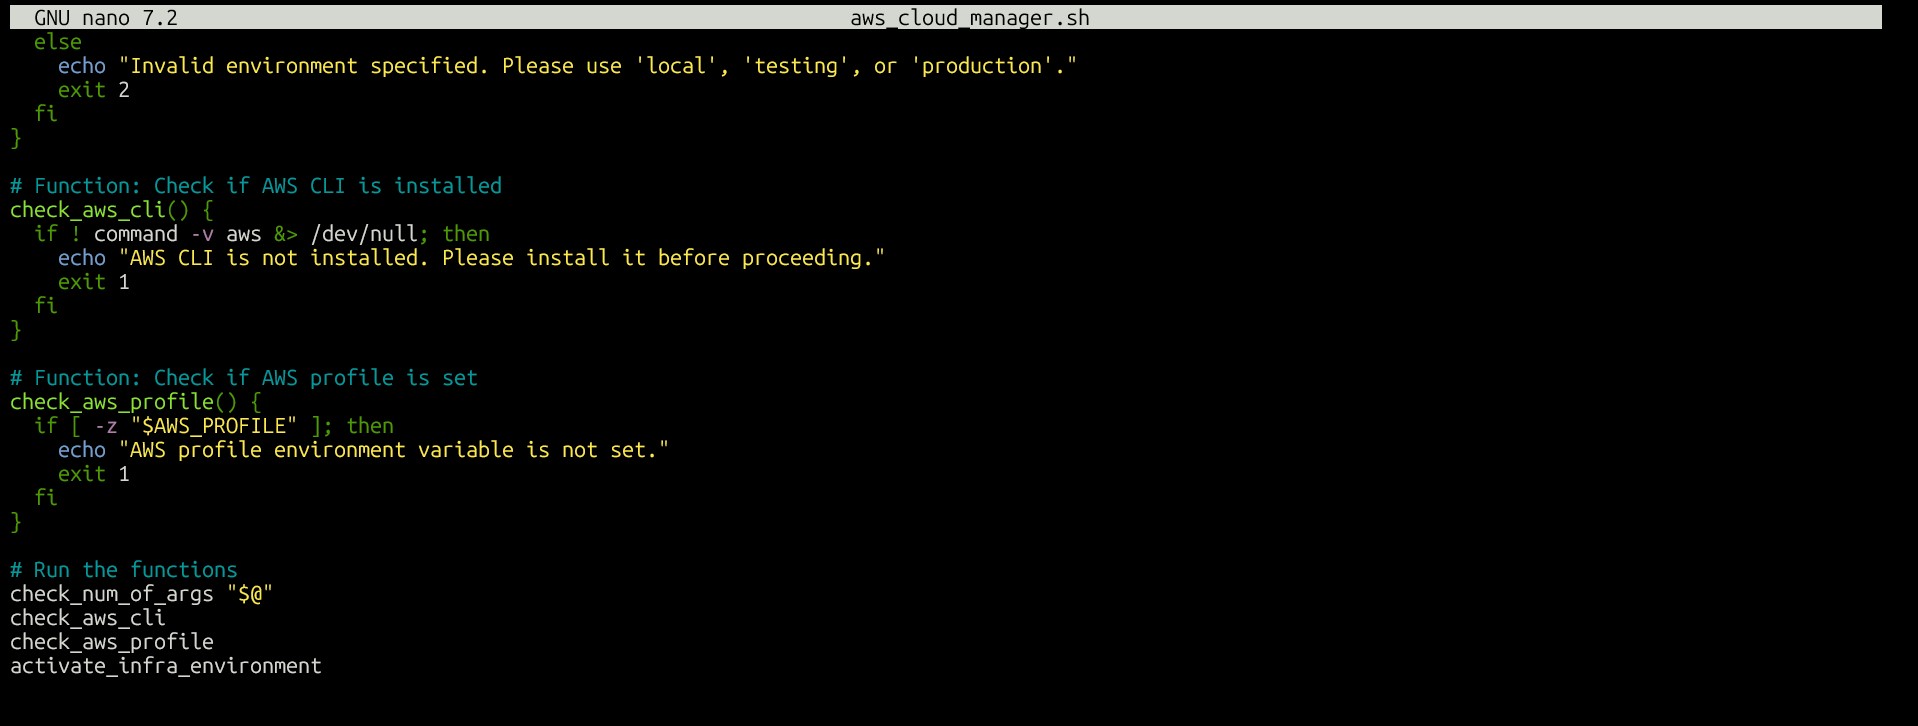 GNU nano 7.2 aws_cloud_manager.sh
else
echo "Invalid environment specified. Please use 'local', 'testing', or 'production'."
exit 2
fi
}
# Function: Check if AWS CLI is installed
check_aws_cli() {
if ! command -v aws &> /dev/null; then
echo "AWS CLI is not installed. Please install it before proceeding."
exit 1
fi
}
# Function: Check if AWS profile is set
check_aws_profile() {
if [ -z "$AWS_PROFILE" ]; then
echo "AWS profile environment variable is not set."
exit 1
fi
}
# Run the functions
check_num_of_args "$@"
check_aws_cli
check_aws_profile
activate_infra_environment